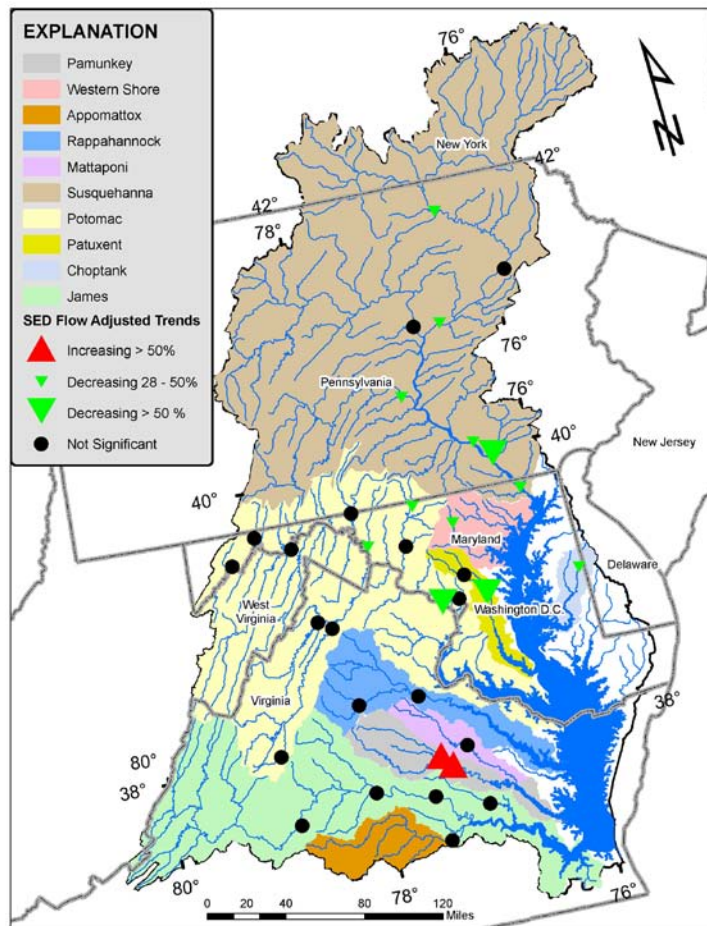 EXPLANATION
Pamunkey
Western Shore
Appomattox
Rappahannock
Mattaponi
Susquehanna
Potomac
Patuxent
Choptank
James
SED Flow Adjusted Trends
Increasing > 50%
Decreasing 28 - 50%
Decreasing > 50 %
Not Significant
76°
76°
N
New York
42°
42°
78°
76°
Pennsylvania
76°
40°
New Jersey
40°
Maryland
Delaware
West
Virginia
Washington D.C.
Virginia
38°
80°
38°
80°
78°
76°
0 20 40 60 80 120
Miles